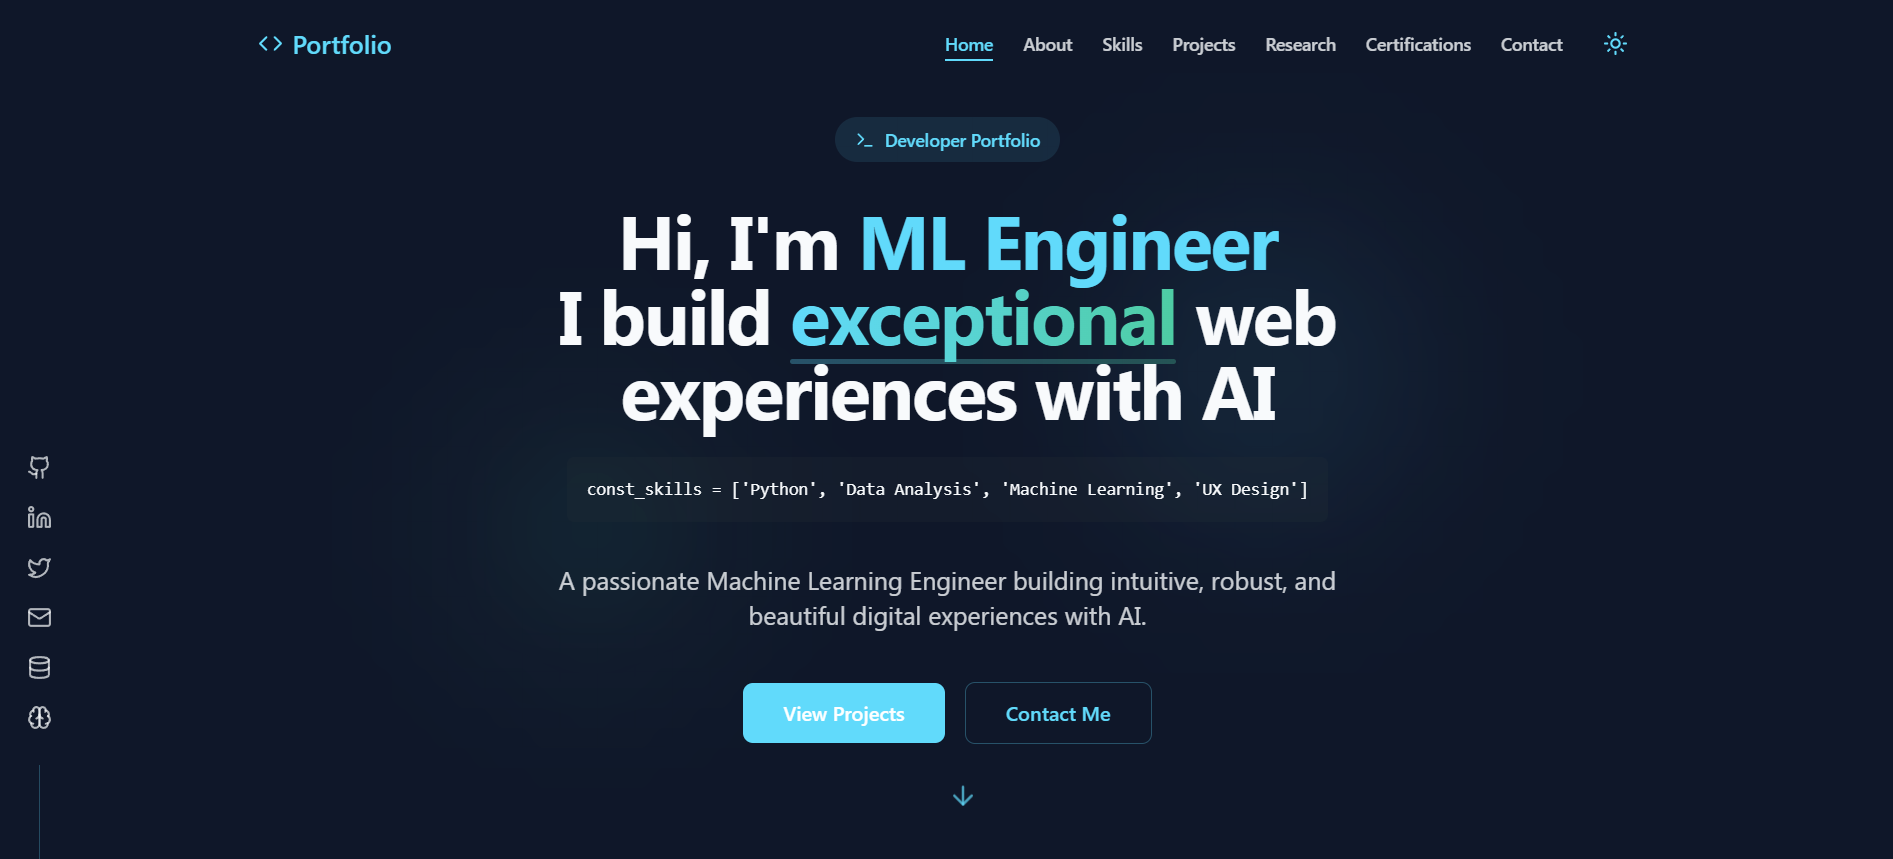 Portfolio
Home About Skills Projects Research Certifications Contact
Developer Portfolio
Hi, I'm ML Engineer
I build exceptional web
experiences with AI
const_skills = ['Python', 'Data Analysis', 'Machine Learning', 'UX Design']
A passionate Machine Learning Engineer building intuitive, robust, and
beautiful digital experiences with AI.
View Projects Contact Me